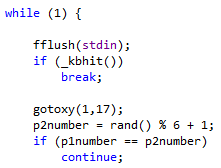 while (1) {
fflush(stdin);
if (_kbhit())
break;
gotoxy(1,17);
p2number = rand() % 6 + 1;
if (p1number == p2number)
continue;